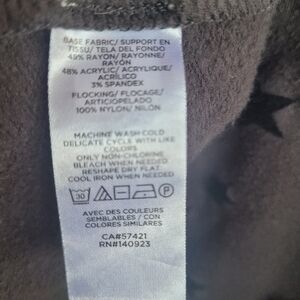 BASE FABRIC/ SUPPORT EN
TISSU/ TELA DEL FONDO
49% RAYON/ RAYONNE/
RAYON
48% ACRYLIC/ ACRYLIQUE/
ACRÍLICO
3% SPANDEX
FLOCKING/ FLOCAGE/
ARTICIOPELADO
100% NYLON/ NILON
MACHINE WASH COLD
DELICATE CYCLE WITH LIKE
COLORS
ONLY NON-CHLORINE
BLEACH WHEN NEEDED
RESHAPE DRY FLAT
COOL IRON WHEN NEEDED
30 P
AVEC DES COULEURS
SEMBLABLES / CON
COLORES SIMILARES
CA#57421
RN#140923